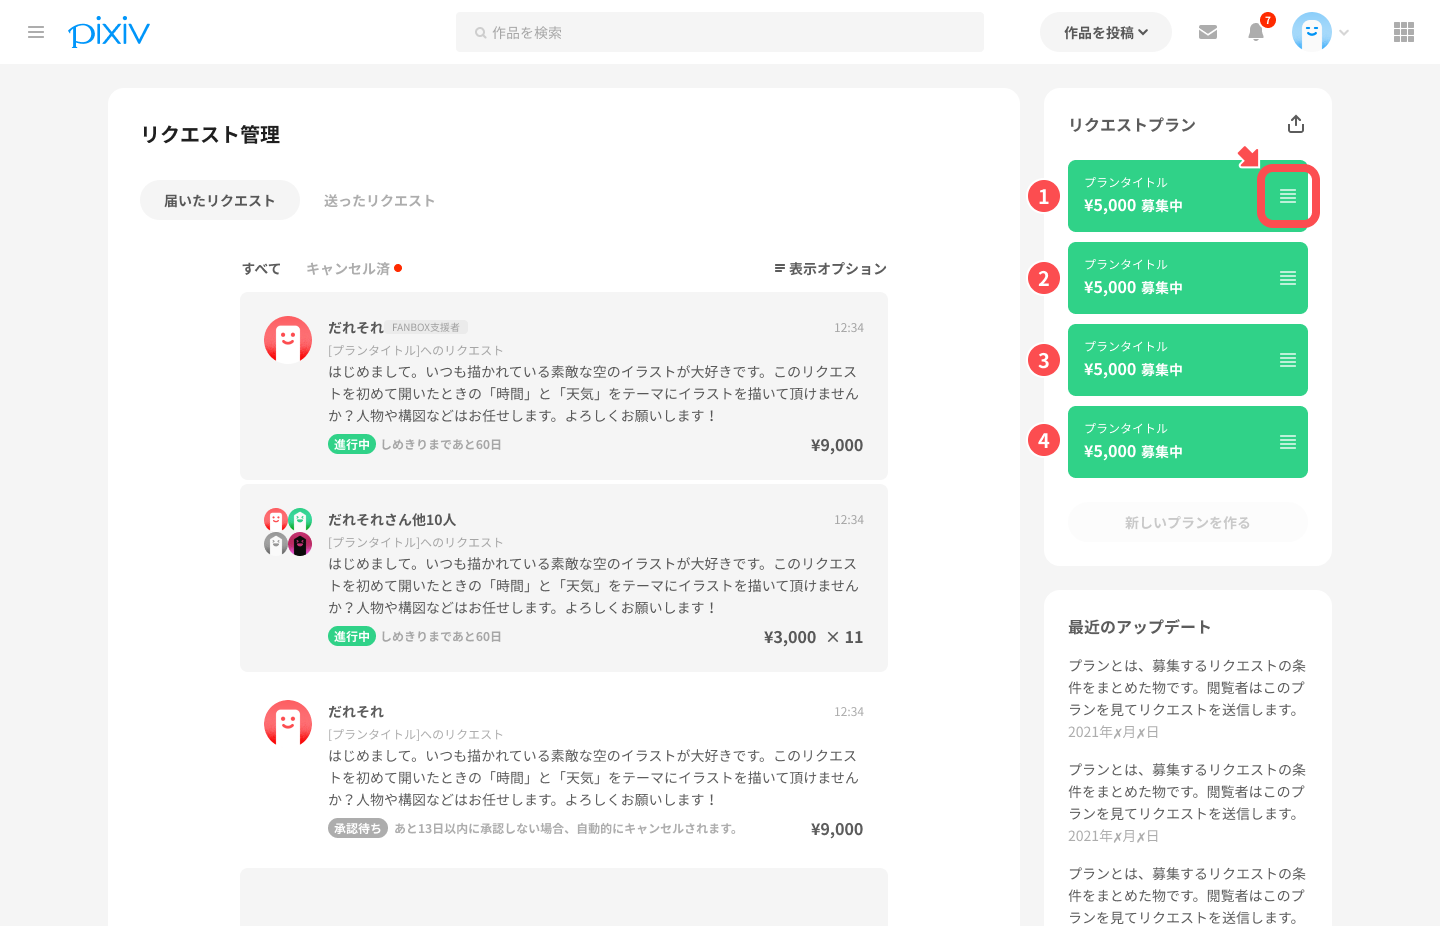 pixiv
作品を検索
作品を投稿
7
リクエスト管理
届いたリクエスト
送ったリクエスト
すべて
キャンセル済
表示オプション
だれそれ FANBOX支援者
12:34
[プランタイトル]へのリクエスト
はじめまして。いつも描かれている素敵な空のイラストが大好きです。このリクエス
トを初めて開いたときの「時間」と「天気」をテーマにイラストを描いて頂けません
か？人物や構図などはお任せします。よろしくお願いします！
進行中 しめきりまであと60日
¥9,000
だれそれさん他10人
12:34
[プランタイトル]へのリクエスト
はじめまして。いつも描かれている素敵な空のイラストが大好きです。このリクエス
トを初めて開いたときの「時間」と「天気」をテーマにイラストを描いて頂けません
か？人物や構図などはお任せします。よろしくお願いします！
進行中 しめきりまであと60日
¥3,000 × 11
だれそれ
12:34
[プランタイトル]へのリクエスト
はじめまして。いつも描かれている素敵な空のイラストが大好きです。このリクエス
トを初めて開いたときの「時間」と「天気」をテーマにイラストを描いて頂けません
か？人物や構図などはお任せします。よろしくお願いします！
承認待ち あと13日以内に承認しない場合、自動的にキャンセルされます。
¥9,000
リクエストプラン
1
プランタイトル
¥5,000 募集中
2
プランタイトル
¥5,000 募集中
3
プランタイトル
¥5,000 募集中
4
プランタイトル
¥5,000 募集中
新しいプランを作る
最近のアップデート
プランとは、募集するリクエストの条
件をまとめた物です。閲覧者はこのプ
ランを見てリクエストを送信します。
2021年✗月✗日
プランとは、募集するリクエストの条
件をまとめた物です。閲覧者はこのプ
ランを見てリクエストを送信します。
2021年✗月✗日
プランとは、募集するリクエストの条
件をまとめた物です。閲覧者はこのプ
ランを見てリクエストを送信します。